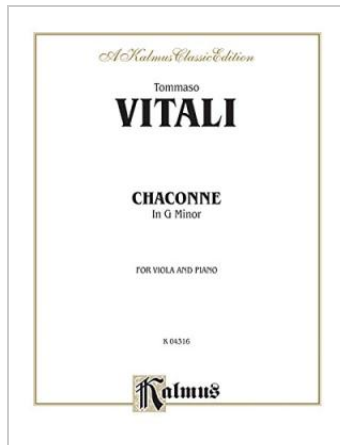 A Kalmus Classic Edition
Tommaso
VITALI
CHACONNE
In G Minor
FOR VIOLA AND PIANO
K 04316
Kalmus